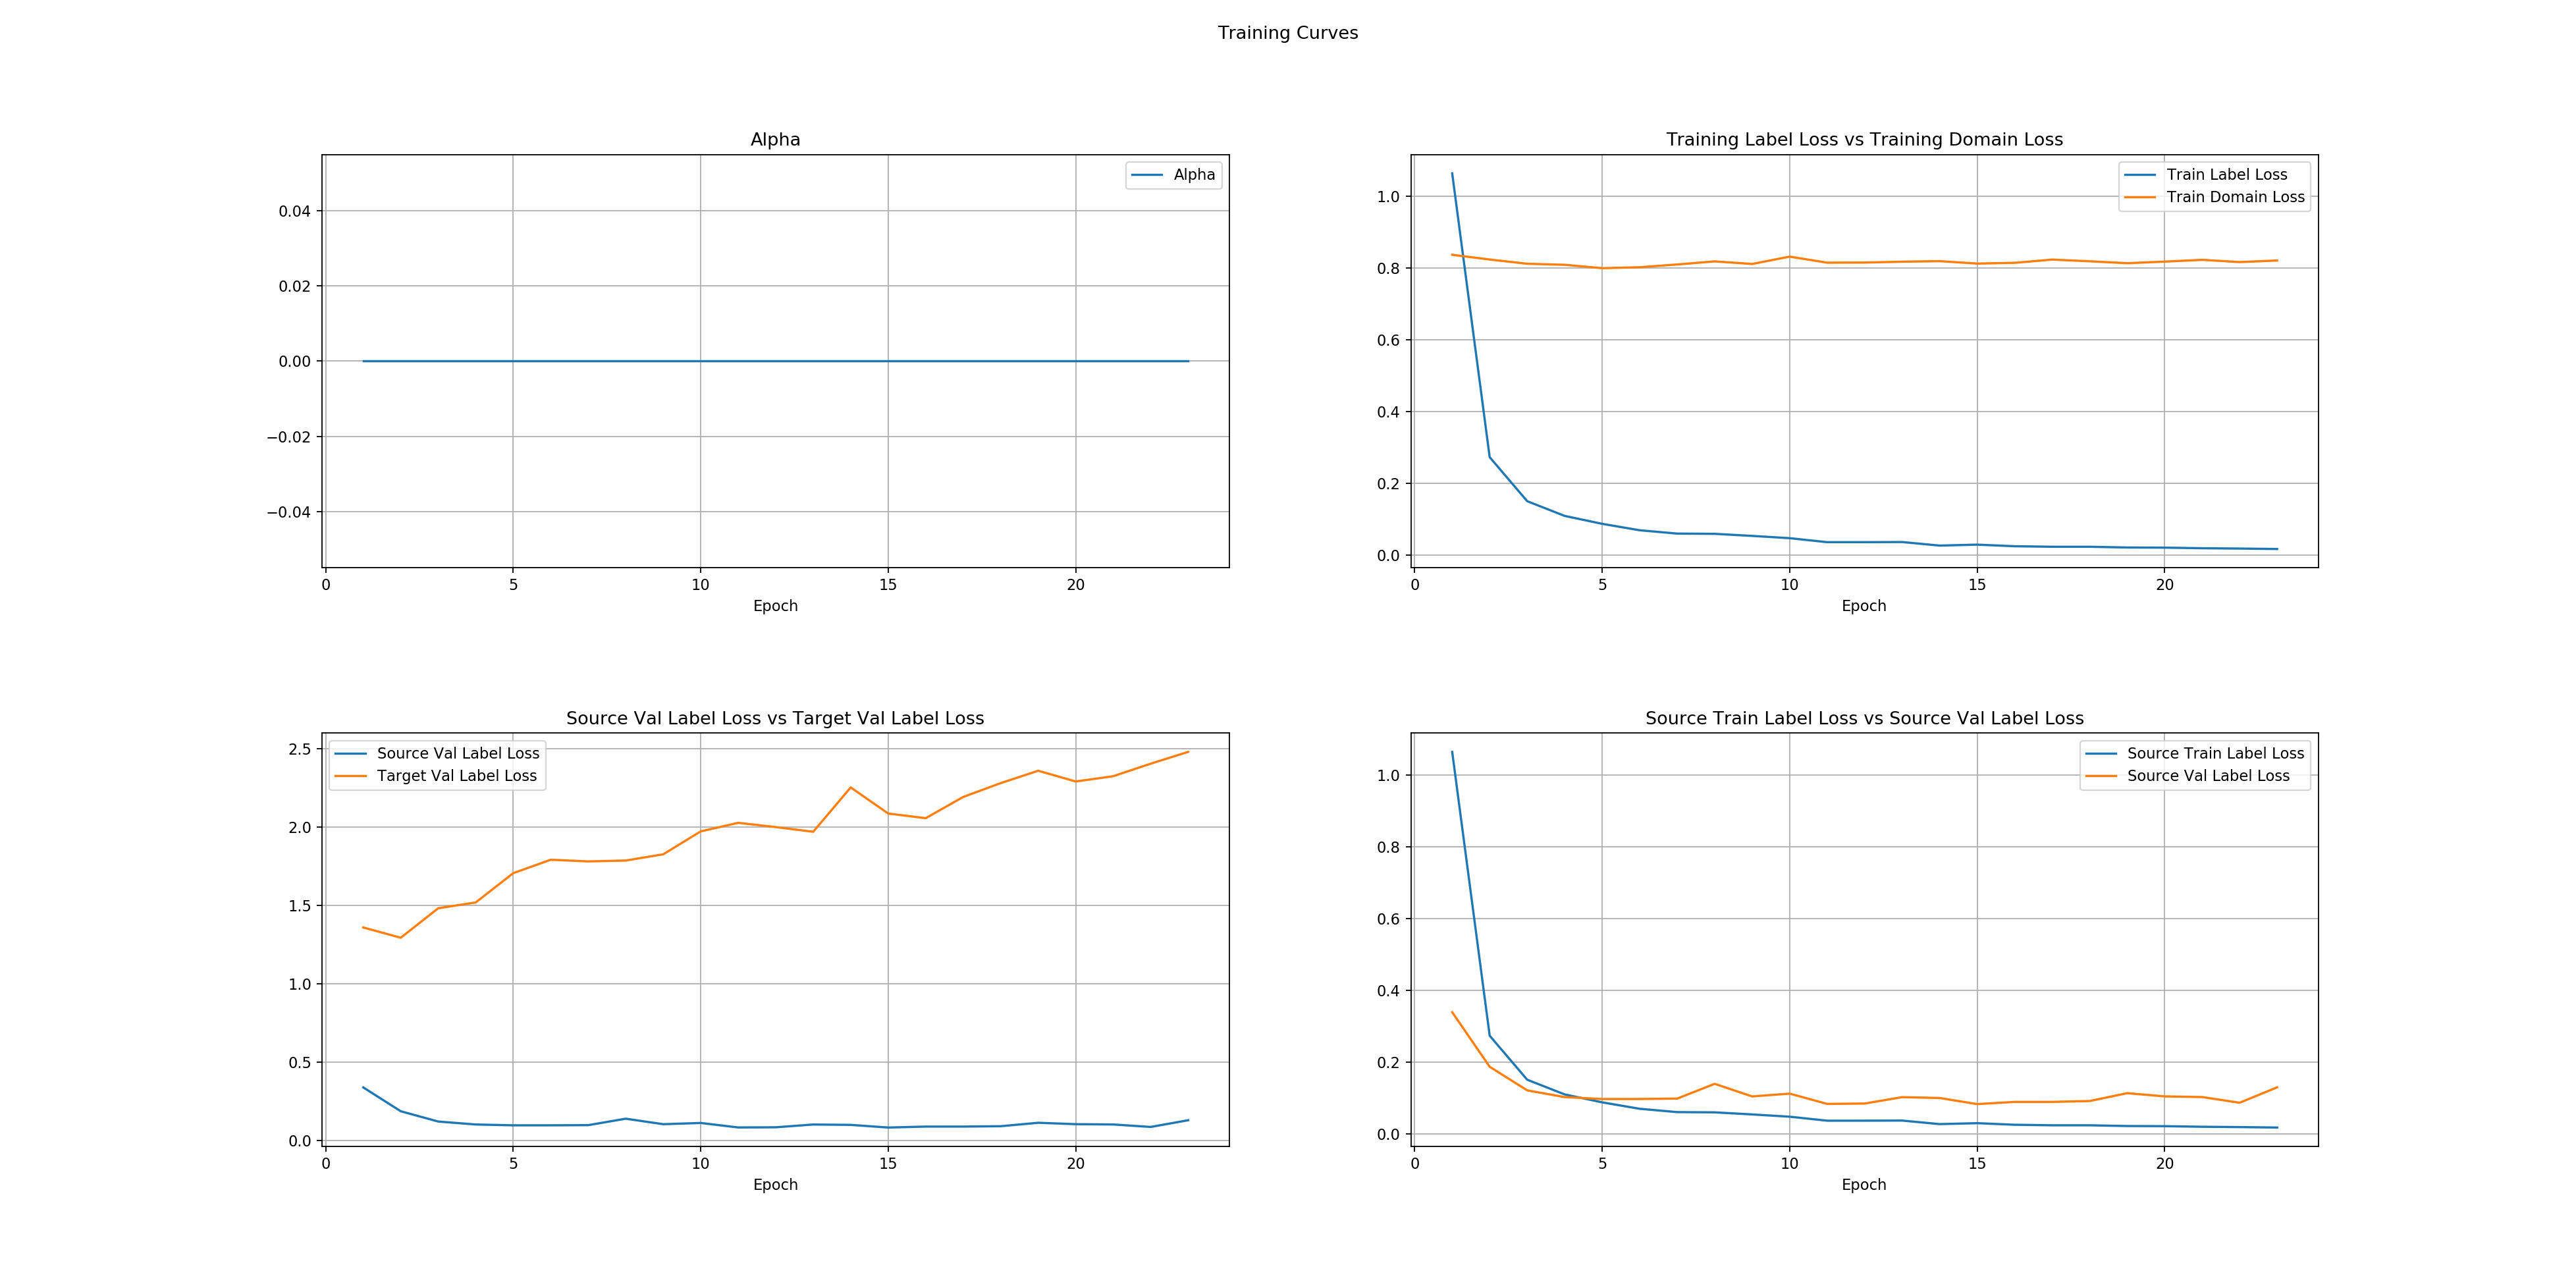 Training Curves
Alpha
Alpha
0.04
0.02
0.00
−0.02
−0.04
0 5 10 15 20
Epoch
Training Label Loss vs Training Domain Loss
Train Label Loss
Train Domain Loss
1.0
0.8
0.6
0.4
0.2
0.0
0 5 10 15 20
Epoch
Source Val Label Loss vs Target Val Label Loss
Source Val Label Loss
Target Val Label Loss
2.5
2.0
1.5
1.0
0.5
0.0
0 5 10 15 20
Epoch
Source Train Label Loss vs Source Val Label Loss
Source Train Label Loss
Source Val Label Loss
1.0
0.8
0.6
0.4
0.2
0.0
0 5 10 15 20
Epoch